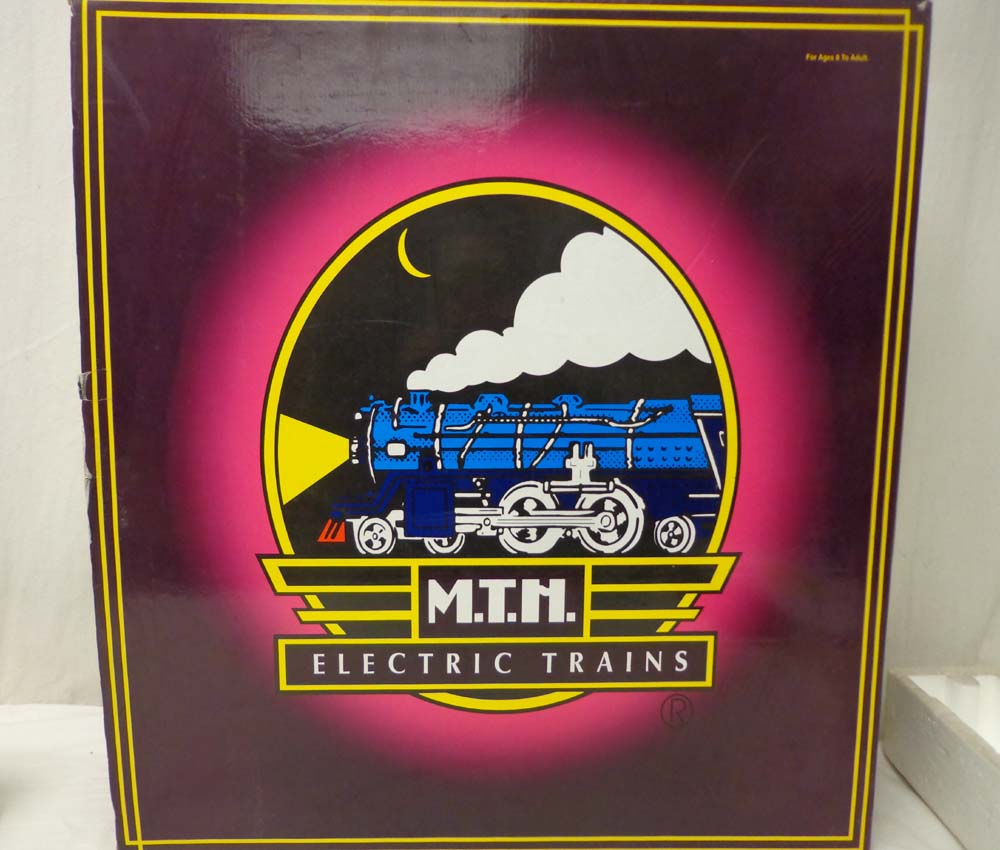 For Ages 8 To Adult.
M.T.H.
ELECTRIC TRAINS
®